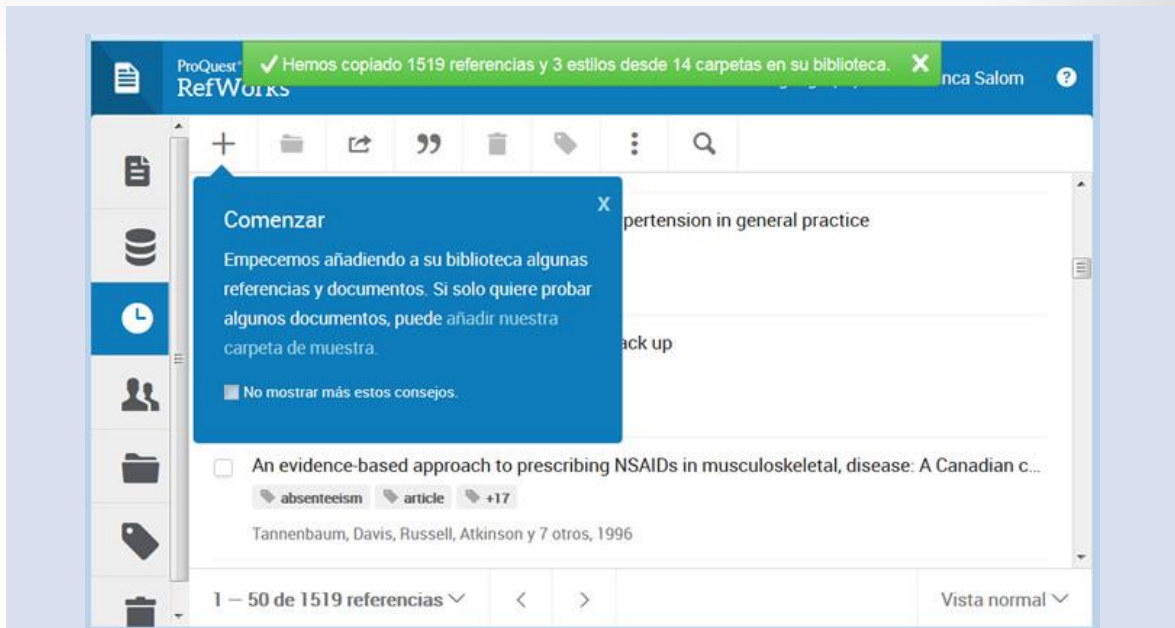 ProQuest®
RefWorks
Hemos copiado 1519 referencias y 3 estilos desde 14 carpetas en su biblioteca. X
nca Salom ?
Comenzar X
Empecemos añadiendo a su biblioteca algunas
referencias y documentos. Si solo quiere probar
algunos documentos, puede añadir nuestra
carpeta de muestra.
No mostrar más estos consejos.
pertension in general practice
ack up
An evidence-based approach to prescribing NSAIDs in musculoskeletal, disease: A Canadian c...
absenteeism article +17
Tannenbaum, Davis, Russell, Atkinson y 7 otros, 1996
1 — 50 de 1519 referencias < > Vista normal